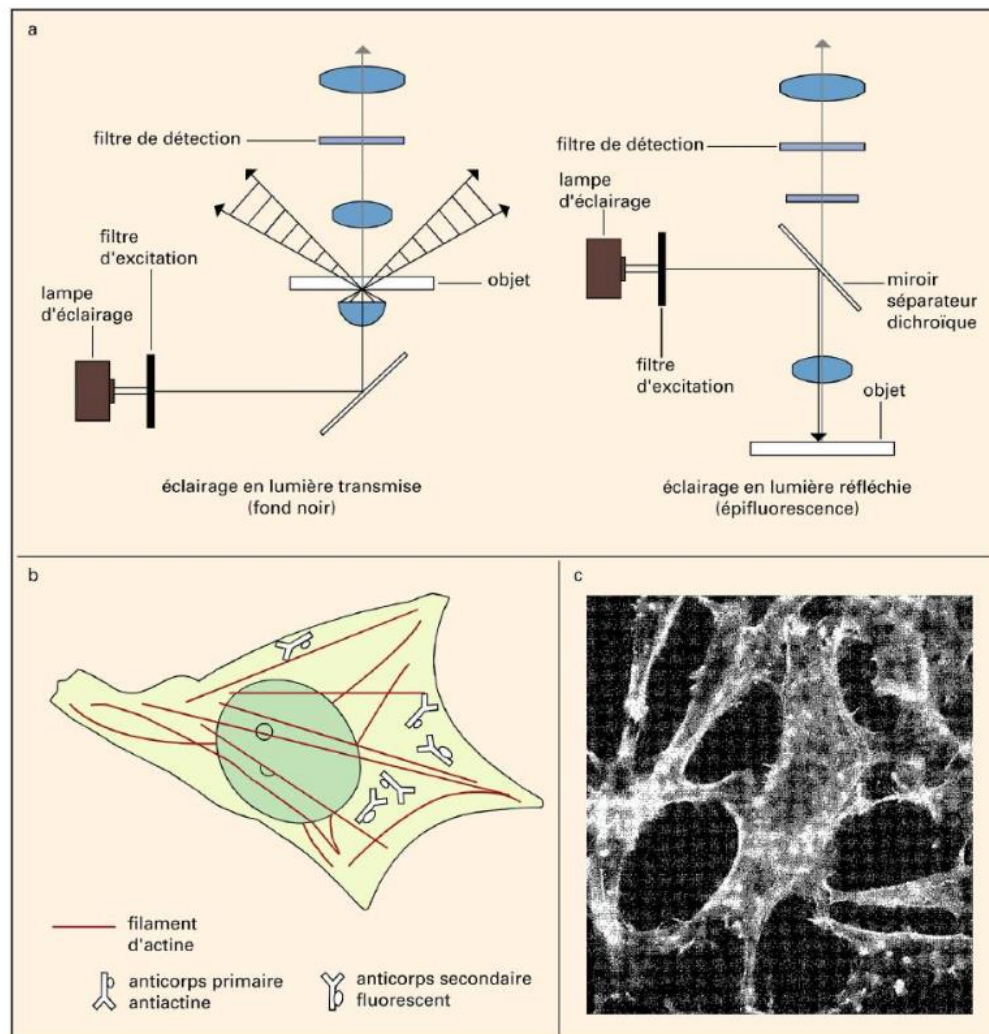 a
filtre de détection
filtre
d'excitation
lampe
d'éclairage
objet
éclairage en lumière transmise
(fond noir)
filtre de détection
lampe
d'éclairage
miroir
séparateur
dichroïque
filtre
d'excitation
objet
éclairage en lumière réfléchie
(épifluorescence)
b
filament
d'actine
anticorps primaire
antiactine
anticorps secondaire
fluorescent
c